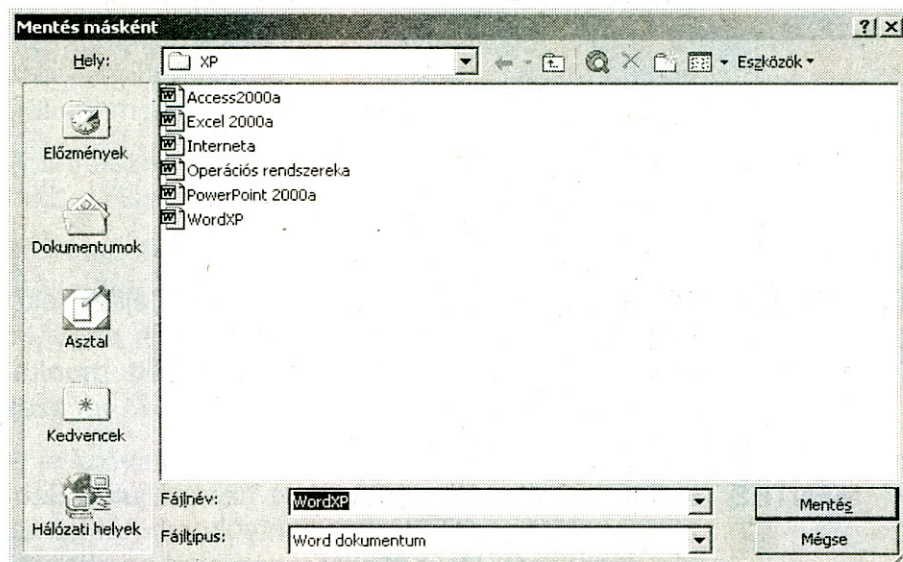 Mentés másként
Hely:
XP
Eszközök
Előzmények
Dokumentumok
Asztal
Kedvencek
Hálózati helyek
Access2000a
Excel 2000a
Interneta
Operációs rendszereka
PowerPoint 2000a
WordXP
Fájlnév:
WordXP
Mentés
Fájltípus:
Word dokumentum
Mégse